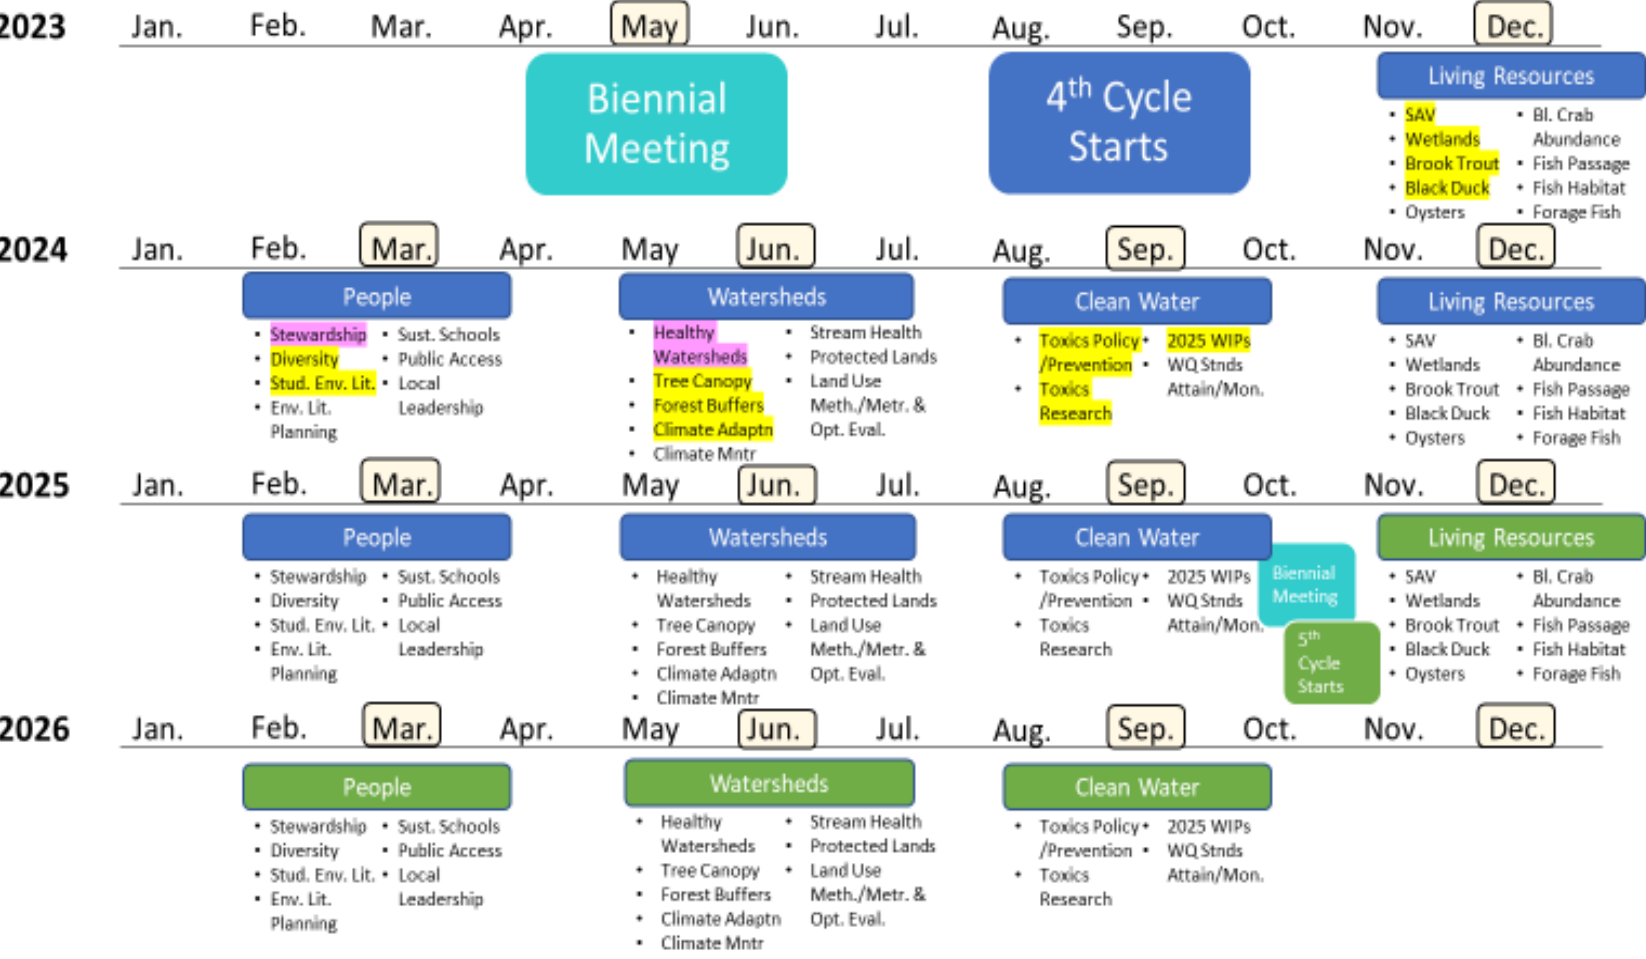 2023 Jan. Feb. Mar. Apr. May Jun. Jul. Aug. Sep. Oct. Nov. Dec.
Biennial
Meeting
4th Cycle
Starts
Living Resources
• SAV
• Wetlands
• Brook Trout
• Black Duck
• Oysters
• Bl. Crab
Abundance
• Fish Passage
• Fish Habitat
• Forage Fish
2024 Jan. Feb. Mar. Apr. May Jun. Jul. Aug. Sep. Oct. Nov. Dec.
People
• Stewardship
• Diversity
• Stud. Env. Lit.
• Env. Lit.
Planning
• Sust. Schools
• Public Access
• Local
Leadership
Watersheds
• Healthy
Watersheds
• Tree Canopy
• Forest Buffers
• Climate Adaptn
• Climate Mntr
• Stream Health
• Protected Lands
• Land Use
Meth./Metr. &
Opt. Eval.
Clean Water
• Toxics Policy
/Prevention
• Toxics
Research
• 2025 WIPs
• WQ Stnds
Attain/Mon.
Living Resources
• SAV
• Wetlands
• Brook Trout
• Black Duck
• Oysters
• Bl. Crab
Abundance
• Fish Passage
• Fish Habitat
• Forage Fish
2025 Jan. Feb. Mar. Apr. May Jun. Jul. Aug. Sep. Oct. Nov. Dec.
People
• Stewardship
• Diversity
• Stud. Env. Lit.
• Env. Lit.
Planning
• Sust. Schools
• Public Access
• Local
Leadership
Watersheds
• Healthy
Watersheds
• Tree Canopy
• Forest Buffers
• Climate Adaptn
• Climate Mntr
• Stream Health
• Protected Lands
• Land Use
Meth./Metr. &
Opt. Eval.
Clean Water
• Toxics Policy
/Prevention
• Toxics
Research
• 2025 WIPs
• WQ Stnds
Attain/Mon.
Biennial
Meeting
5th
Cycle
Starts
Living Resources
• SAV
• Wetlands
• Brook Trout
• Black Duck
• Oysters
• Bl. Crab
Abundance
• Fish Passage
• Fish Habitat
• Forage Fish
2026 Jan. Feb. Mar. Apr. May Jun. Jul. Aug. Sep. Oct. Nov. Dec.
People
• Stewardship
• Diversity
• Stud. Env. Lit.
• Env. Lit.
Planning
• Sust. Schools
• Public Access
• Local
Leadership
Watersheds
• Healthy
Watersheds
• Tree Canopy
• Forest Buffers
• Climate Adaptn
• Climate Mntr
• Stream Health
• Protected Lands
• Land Use
Meth./Metr. &
Opt. Eval.
Clean Water
• Toxics Policy
/Prevention
• Toxics
Research
• 2025 WIPs
• WQ Stnds
Attain/Mon.